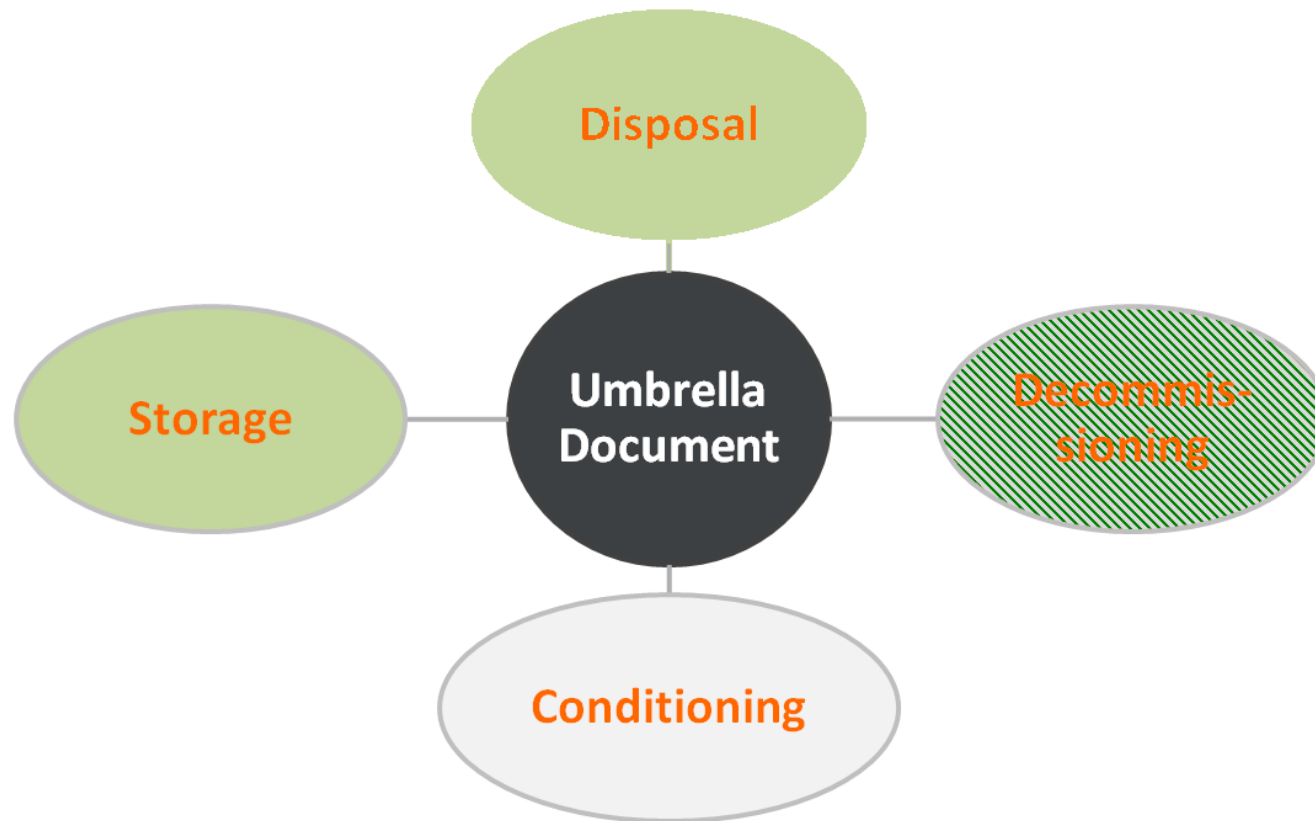 Disposal
Storage
Umbrella
Document
Decommis-
sioning
Conditioning